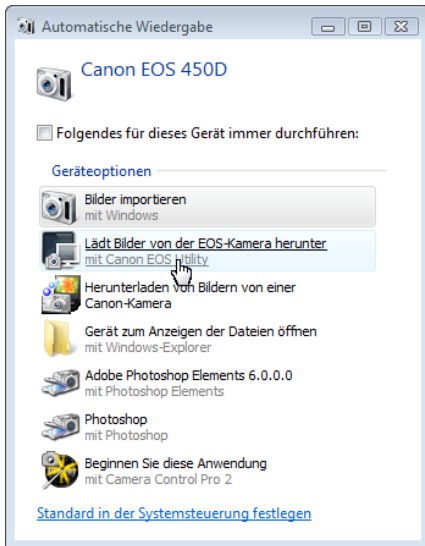 Automatische Wiedergabe
Canon EOS 450D
Folgendes für dieses Gerät immer durchführen:
Geräteoptionen
Bilder importieren
mit Windows
Lädt Bilder von der EOS-Kamera herunter
mit Canon EOS Utility
Herunterladen von Bildern von einer
Canon-Kamera
Gerät zum Anzeigen der Dateien öffnen
mit Windows-Explorer
Adobe Photoshop Elements 6.0.0.0
mit Photoshop Elements
Photoshop
mit Photoshop
Beginnen Sie diese Anwendung
mit Camera Control Pro 2
Standard in der Systemsteuerung festlegen